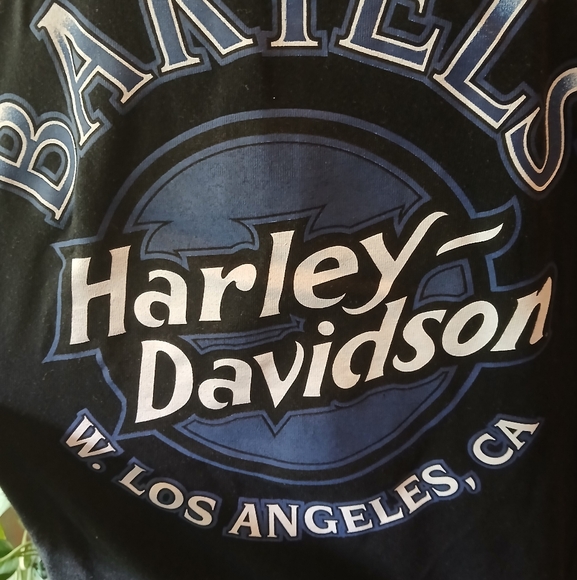 BARTELS
Harley-
Davidson
W. LOS ANGELES, CA